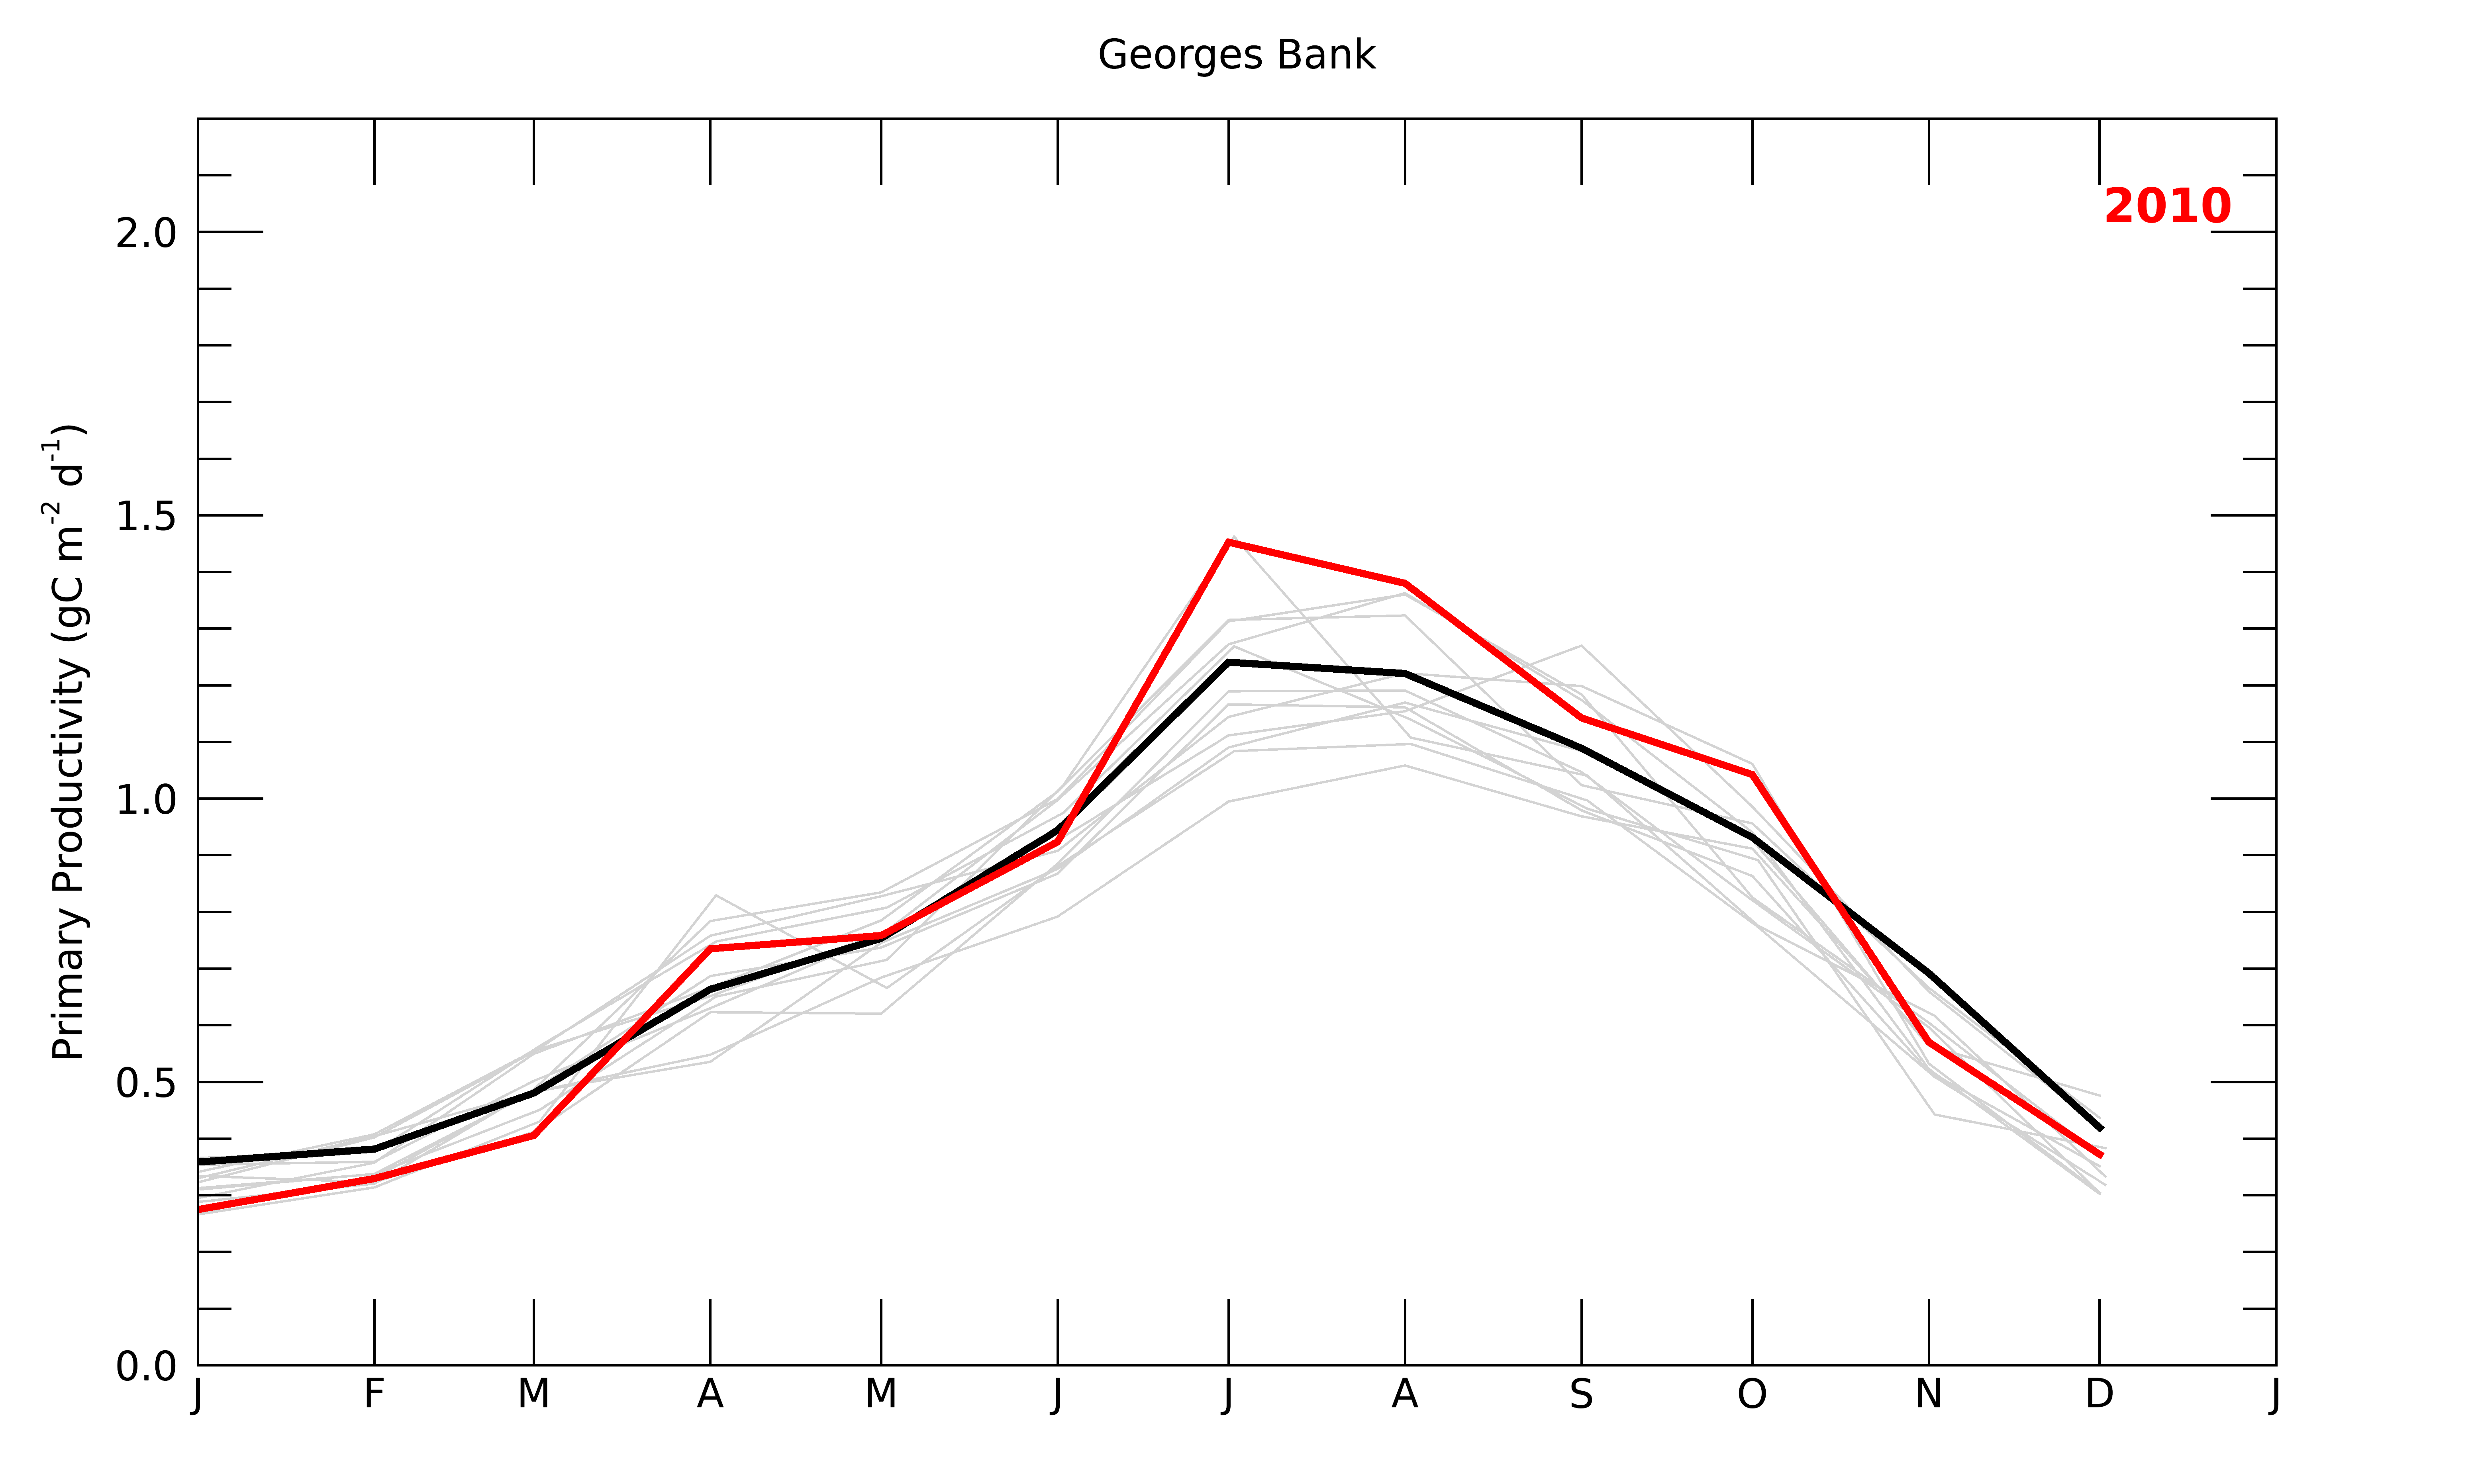 Georges Bank
2010
Primary Productivity (gC m⁻² d⁻¹)
2.0
1.5
1.0
0.5
0.0
J F M A M J J A S O N D J